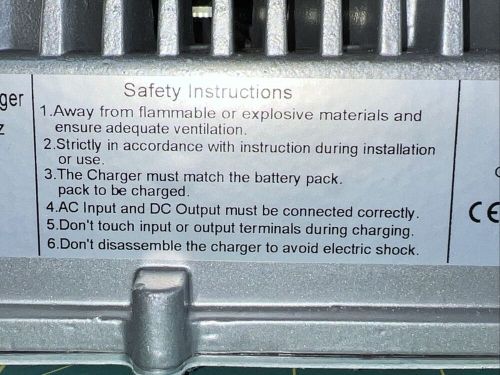 Safety Instructions
ger
z
1.Away from flammable or explosive materials and
ensure adequate ventilation.
2.Strictly in accordance with instruction during installation
or use.
3.The Charger must match the battery pack.
pack to be charged.
4.AC Input and DC Output must be connected correctly.
5.Don't touch input or output terminals during charging.
6.Don't disassemble the charger to avoid electric shock.
CE